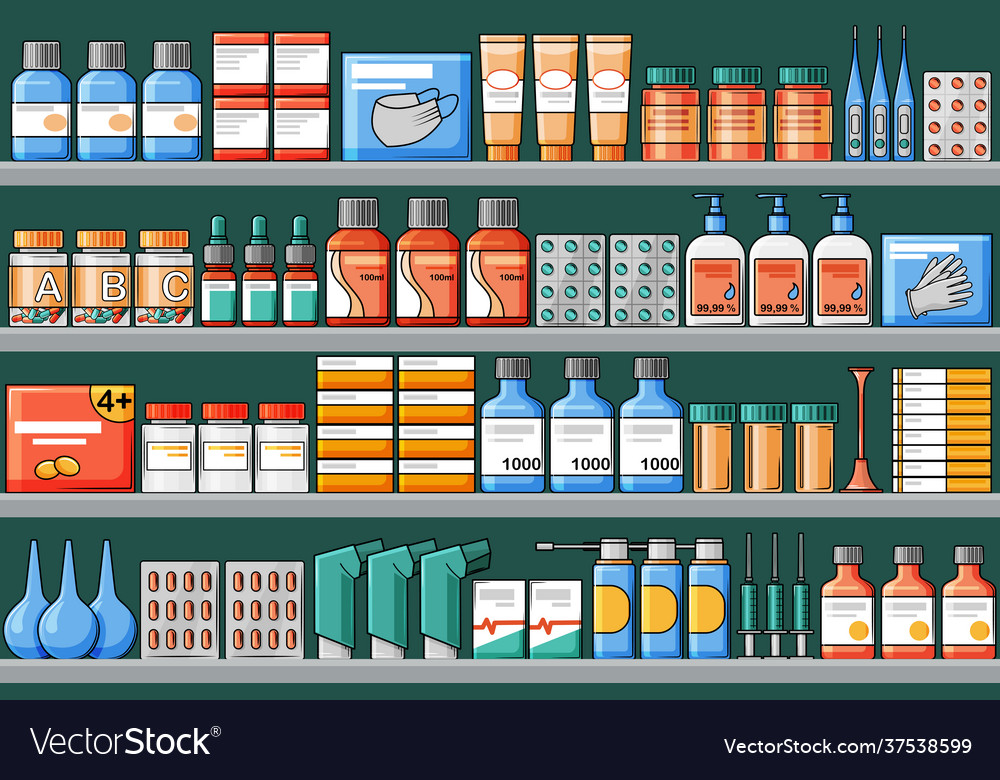 A B C
100ml 100ml 100ml
99,99 % 99,99 % 99,99 %
4+
1000 1000 1000
VectorStock®
VectorStock.com/37538599